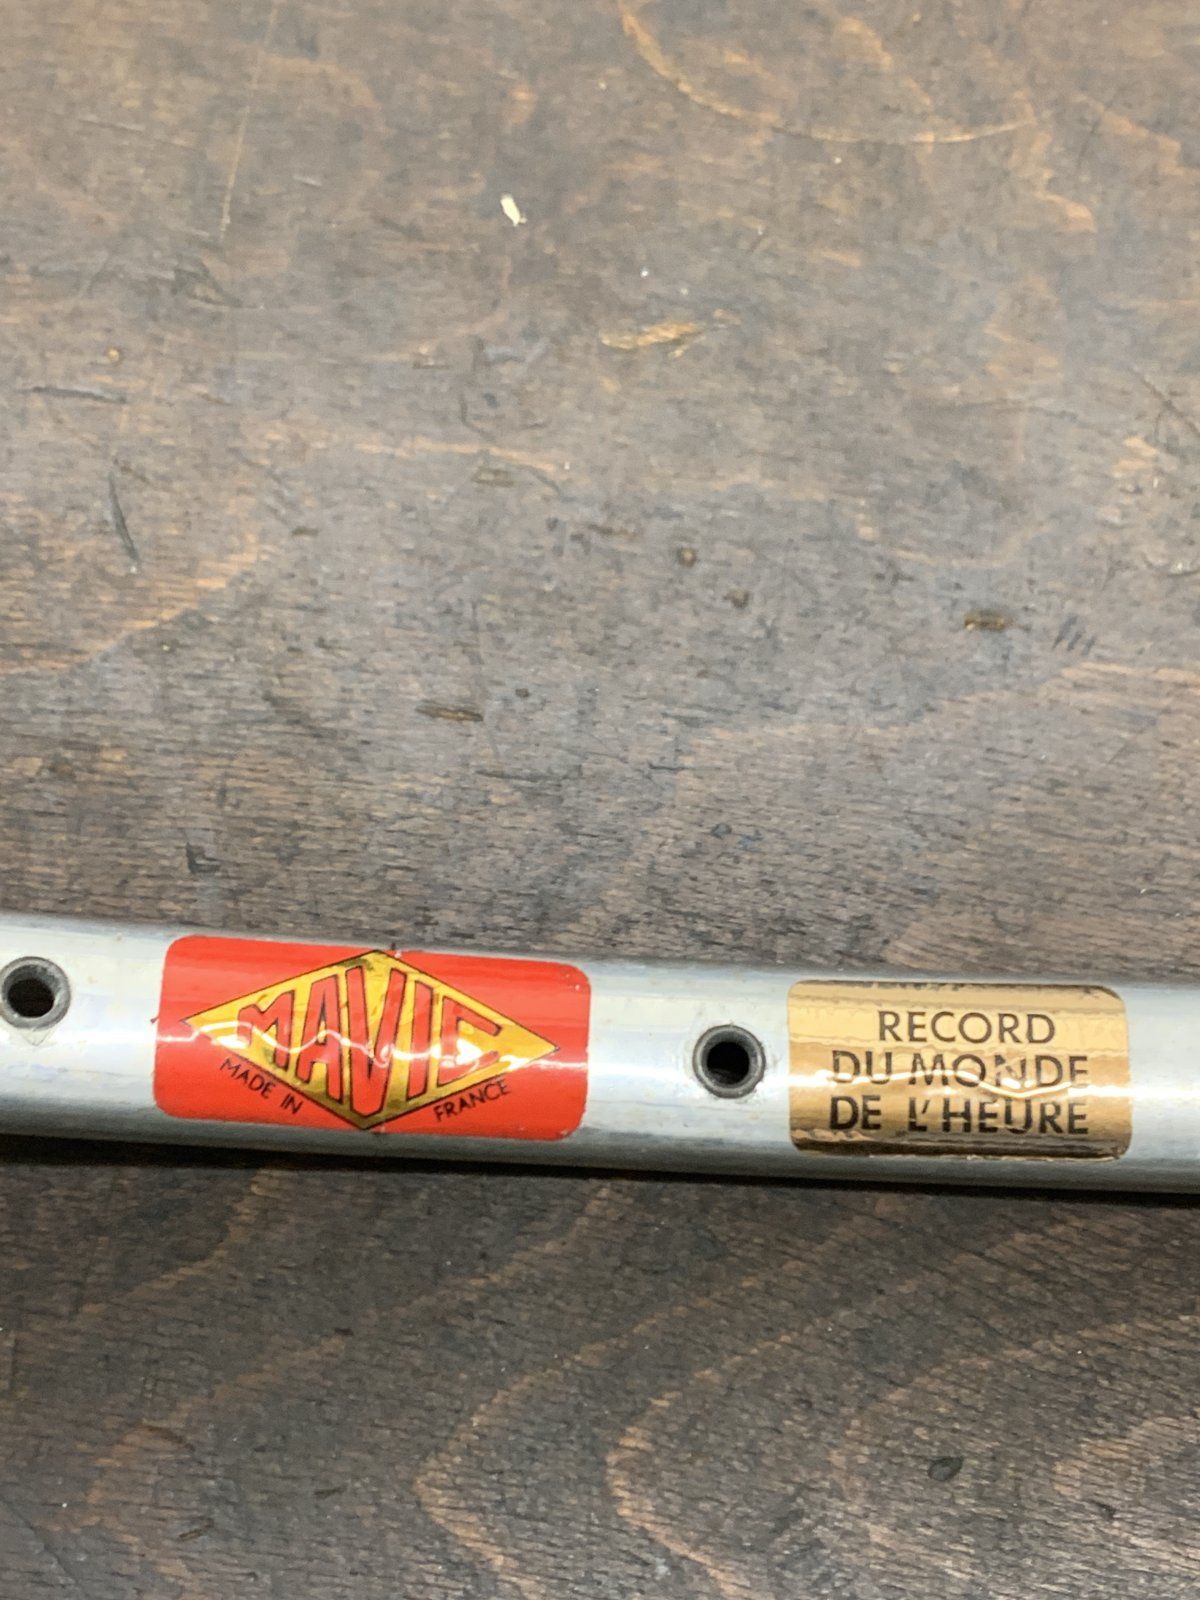 MAVIC
MADE IN FRANCE
RECORD
DU MONDE
DE L'HEURE